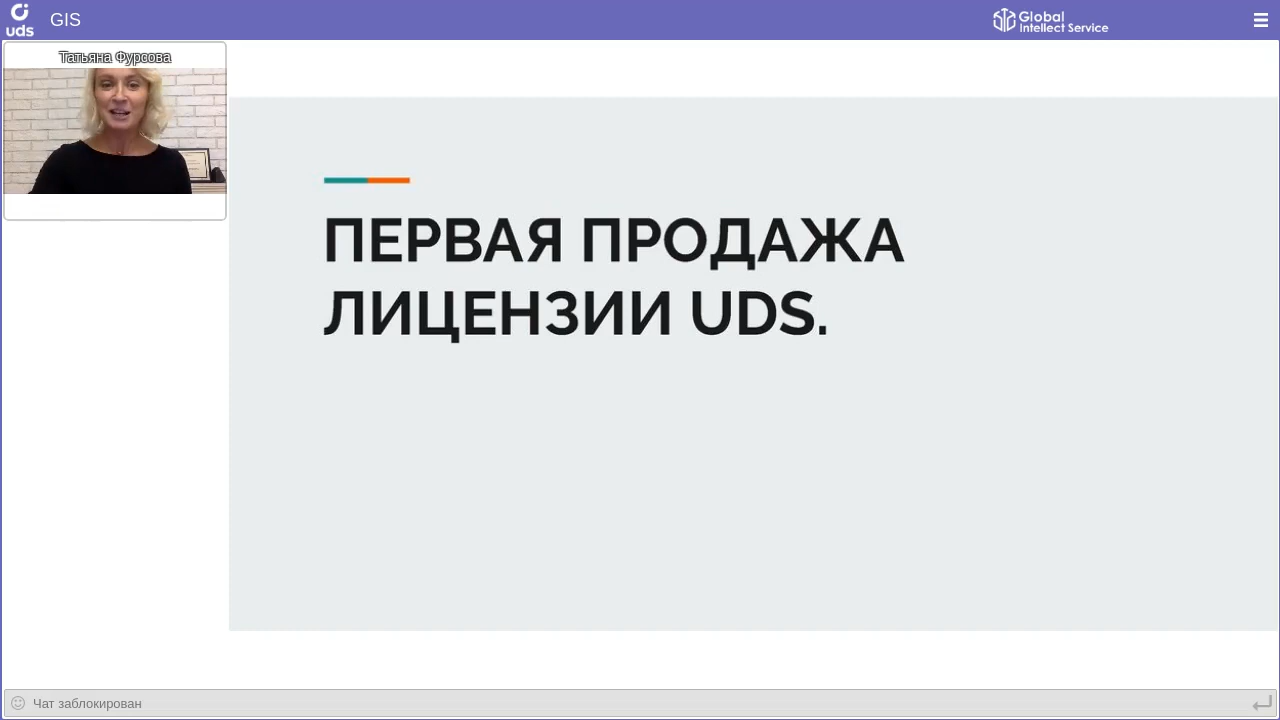 uds
GIS
Global
Intellect Service
Татьяна Фурсова
ПЕРВАЯ ПРОДАЖА
ЛИЦЕНЗИИ UDS.
Чат заблокирован